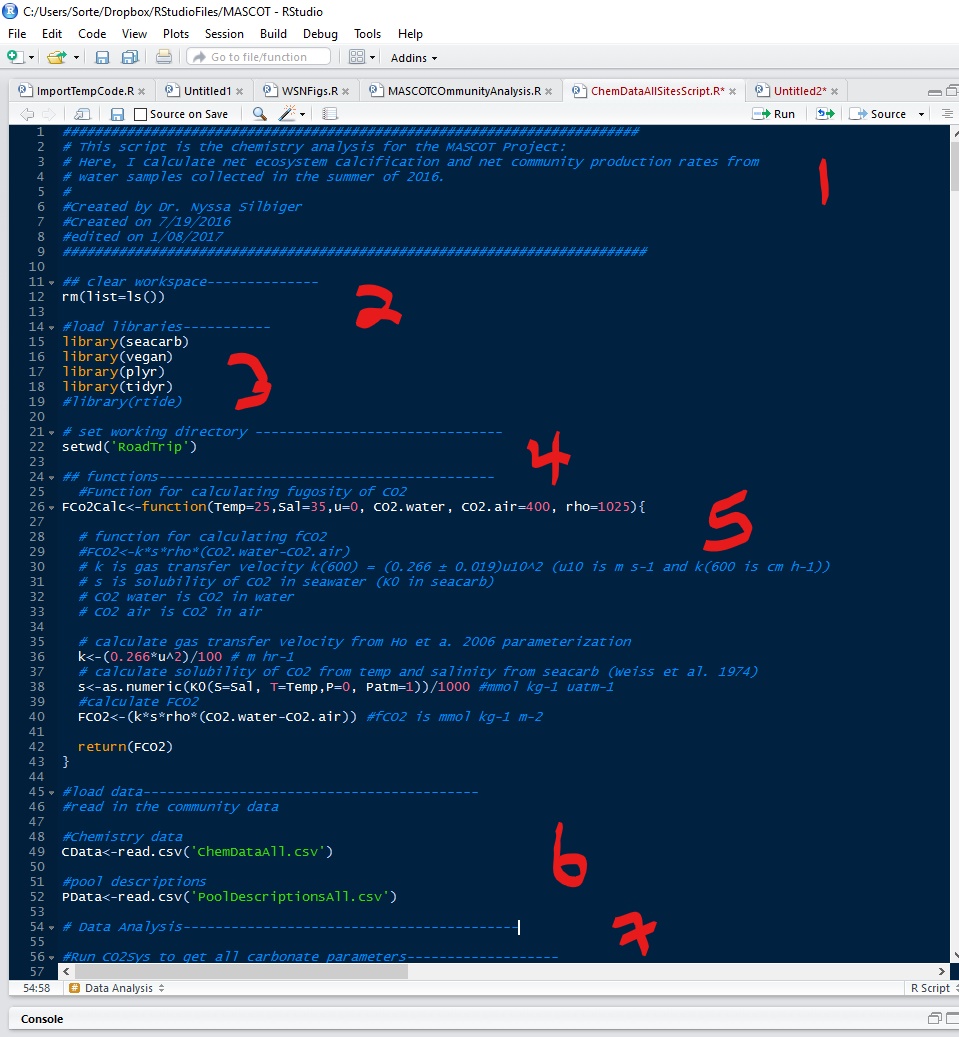 C:/Users/Sorte/Dropbox/RStudioFiles/MASCOT - RStudio
File Edit Code View Plots Session Build Debug Tools Help
Go to file/function Addins
ImportTempCode.R Untitled1 WSNFigs.R MASCOTCOmmunityAnalysis.R ChemDataAllSitesScript.R* Untitled2*
Source on Save Run Source
1 ########################################################################
2 # This script is the chemistry analysis for the MASCOT Project:
3 # Here, I calculate net ecosystem calcification and net community production rates from
4 # water samples collected in the summer of 2016.
5 #
6 #Created by Dr. Nyssa Silbiger
7 #Created on 7/19/2016
8 #edited on 1/08/2017
9 #########################################################################
10
11 ## clear workspace--------------
12 rm(list=ls())
13
14 #load libraries-----------
15 library(seacarb)
16 library(vegan)
17 library(plyr)
18 library(tidyr)
19 #library(rtide)
20
21 # set working directory -------------------------------
22 setwd('RoadTrip')
23
24 ## functions------------------------------------------
25 #Function for calculating fugosity of CO2
26 FCo2Calc<-function(Temp=25,Sal=35,u=0, CO2.water, CO2.air=400, rho=1025){
27
28 # function for calculating fCO2
29 #FCO2<-k*s*rho*(CO2.water-CO2.air)
30 # k is gas transfer velocity k(600) = (0.266 ± 0.019)u10^2 (u10 is m s-1 and k(600 is cm h-1))
31 # s is solubility of CO2 in seawater (K0 in seacarb)
32 # CO2 water is CO2 in water
33 # CO2 air is CO2 in air
34
35 # calculate gas transfer velocity from Ho et a. 2006 parameterization
36 k<-(0.266*u^2)/100 # m hr-1
37 # calculate solubility of CO2 from temp and salinity from seacarb (Weiss et al. 1974)
38 s<-as.numeric(K0(S=Sal, T=Temp,P=0, Patm=1))/1000 #mmol kg-1 uatm-1
39 #calculate FCO2
40 FCO2<-(k*s*rho*(CO2.water-CO2.air)) #fCO2 is mmol kg-1 m-2
41
42 return(FCO2)
43 }
44
45 #load data------------------------------------------
46 #read in the community data
47
48 #Chemistry data
49 CData<-read.csv('ChemDataAll.csv')
50
51 #pool descriptions
52 PData<-read.csv('PoolDescriptionsAll.csv')
53
54 # Data Analysis------------------------------------------
55
56 #Run CO2Sys to get all carbonate parameters-------------------
57
54:58 # Data Analysis R Script
Console
1
2
3
4
5
6
7